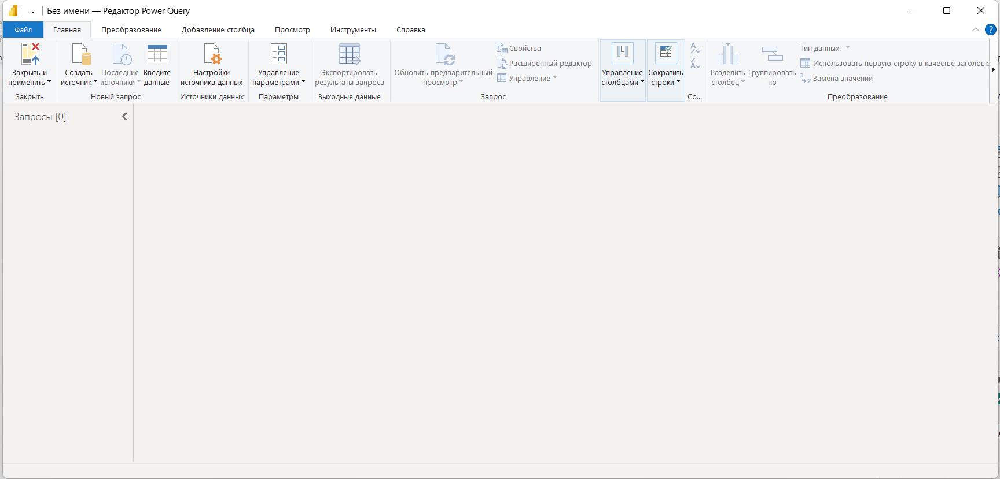 Без имени — Редактор Power Query
Файл
Главная
Преобразование
Добавление столбца
Просмотр
Инструменты
Справка
?
Закрыть и
применить
Закрыть
Создать
источник
Последние
источники
Введите
данные
Новый запрос
Настройки
источника данных
Источники данных
Управление
параметрами
Параметры
Экспортировать
результаты запроса
Выходные данные
Обновить предварительный
просмотр
Свойства
Расширенный редактор
Управление
Запрос
Управление
столбцами
Сократить
строки
A
Z
Z
A
Со...
Разделить
столбец
Группировать
по
Тип данных:
Использовать первую строку в качестве заголовк
1
2
Замена значений
Преобразование
Запросы [0]